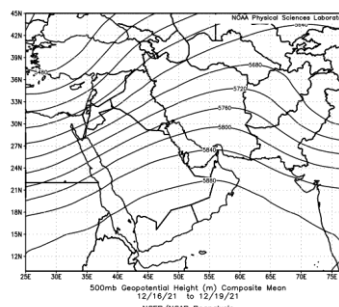 NOAA Physical Sciences Laborato
45N
42N
39N
36N
33N
30N
27N
24N
21N
18N
15N
12N
5680
5720
5760
5800
5840
5880
25E 30E 35E 40E 45E 50E 55E 60E 65E 70E 75E
500mb Geopotential Height (m) Composite Mean
12/16/21 to 12/19/21